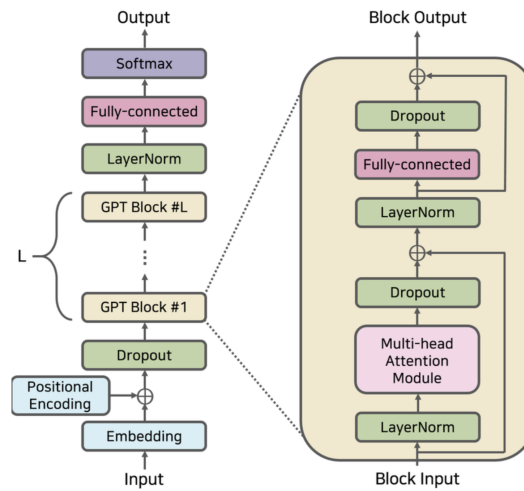 Output
Softmax
Fully-connected
LayerNorm
GPT Block #L
L
...
GPT Block #1
Dropout
Positional
Encoding
Embedding
Input
Block Output
Dropout
Fully-connected
LayerNorm
Dropout
Multi-head
Attention
Module
LayerNorm
Block Input